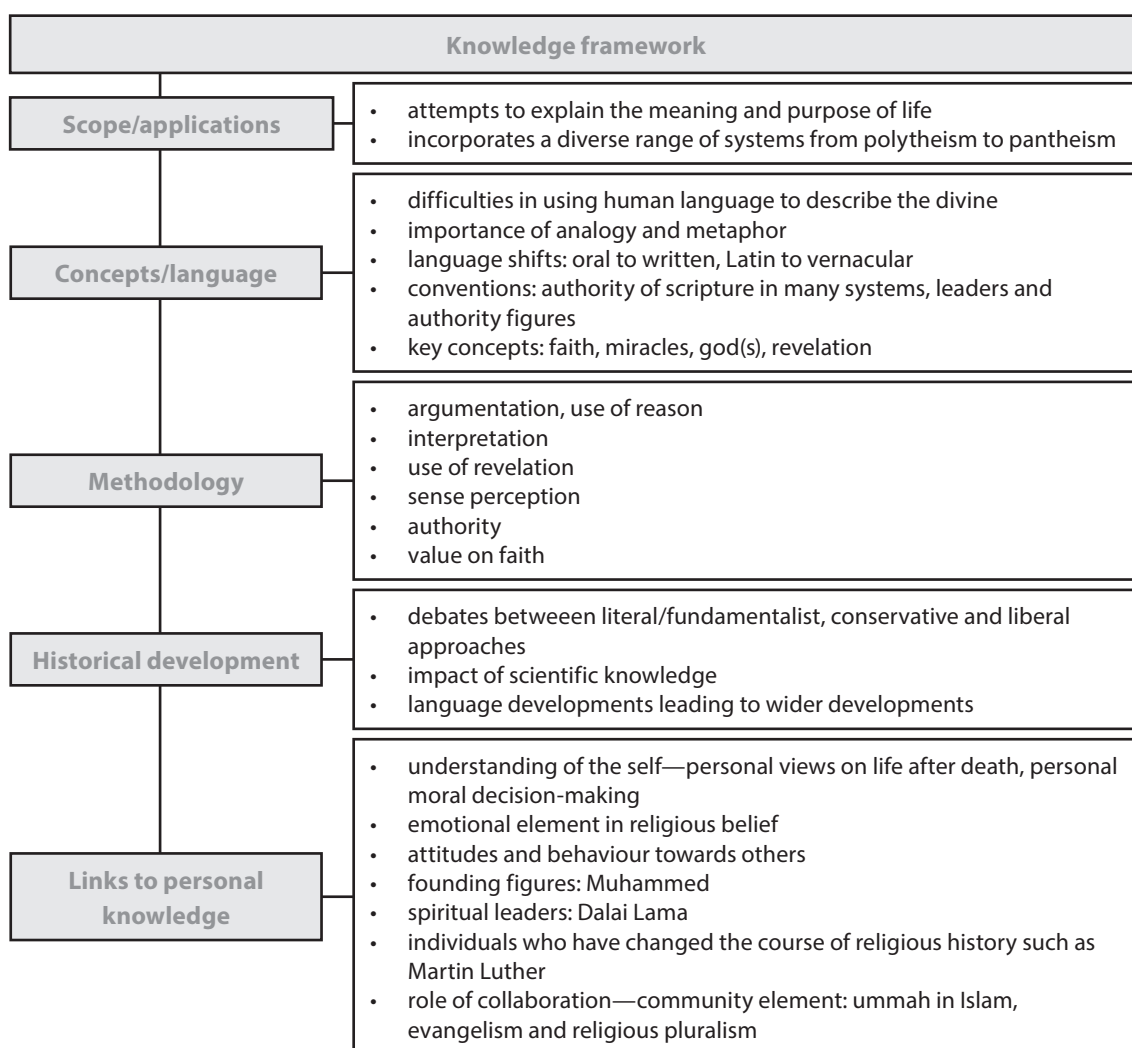 Knowledge framework
Scope/applications
• attempts to explain the meaning and purpose of life
• incorporates a diverse range of systems from polytheism to pantheism
Concepts/language
• difficulties in using human language to describe the divine
• importance of analogy and metaphor
• language shifts: oral to written, Latin to vernacular
• conventions: authority of scripture in many systems, leaders and
authority figures
• key concepts: faith, miracles, god(s), revelation
Methodology
• argumentation, use of reason
• interpretation
• use of revelation
• sense perception
• authority
• value on faith
Historical development
• debates betweeen literal/fundamentalist, conservative and liberal
approaches
• impact of scientific knowledge
• language developments leading to wider developments
Links to personal
knowledge
• understanding of the self—personal views on life after death, personal
moral decision-making
• emotional element in religious belief
• attitudes and behaviour towards others
• founding figures: Muhammed
• spiritual leaders: Dalai Lama
• individuals who have changed the course of religious history such as
Martin Luther
• role of collaboration—community element: ummah in Islam,
evangelism and religious pluralism